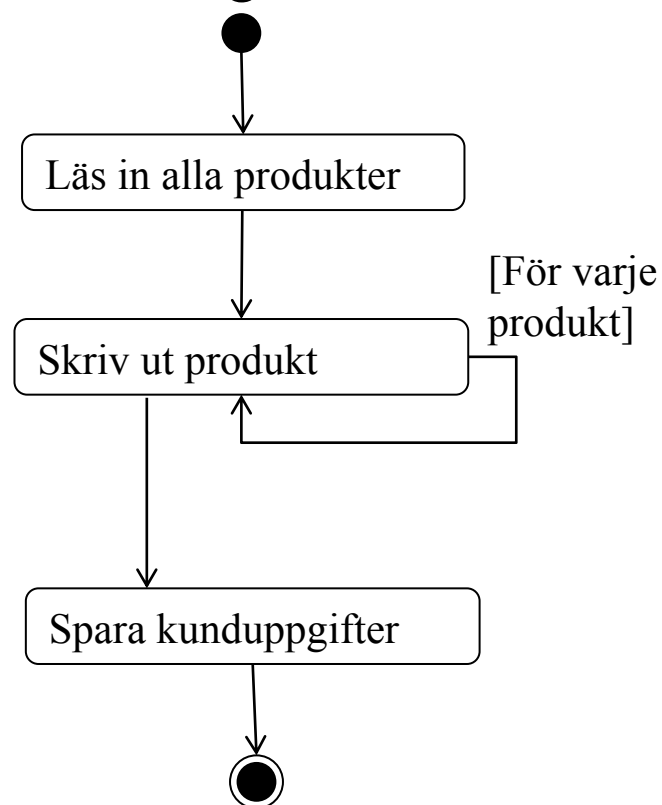 Läs in alla produkter
[För varje
produkt]
Skriv ut produkt
Spara kunduppgifter